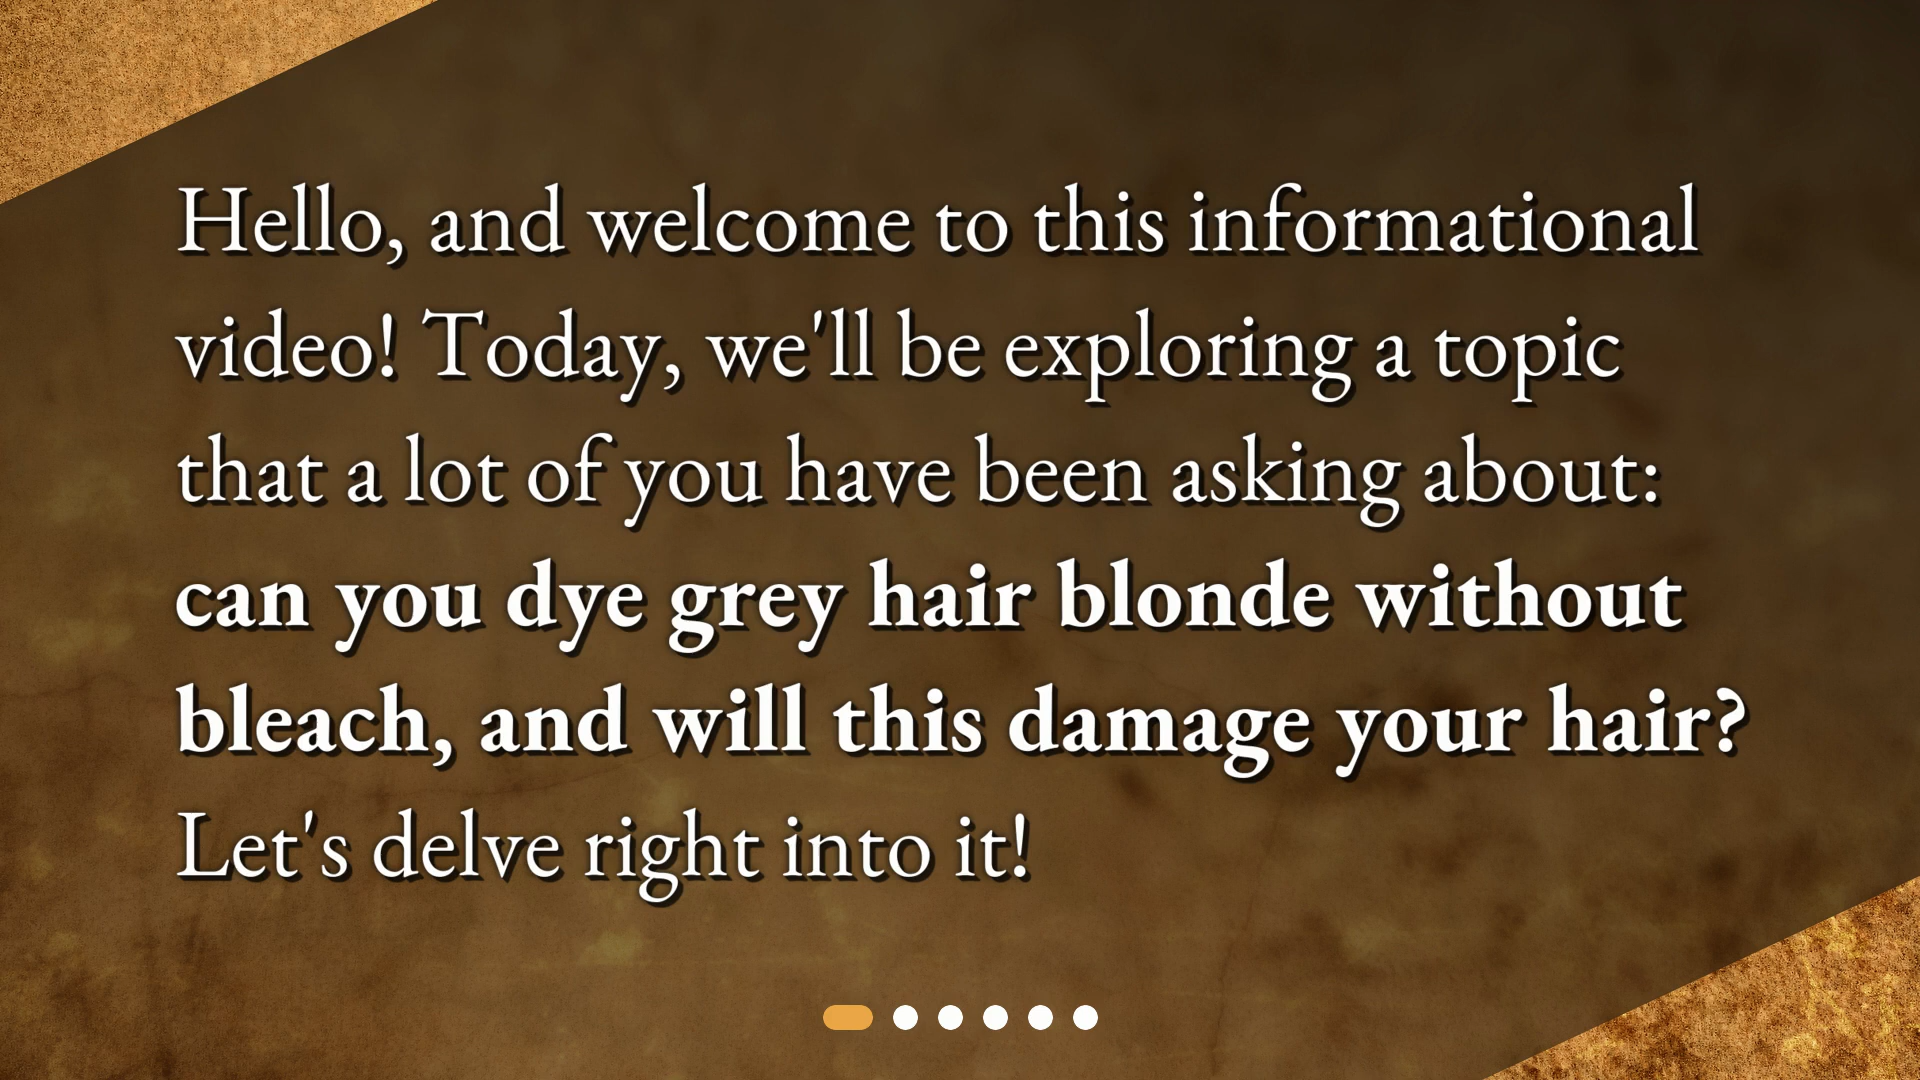 Hello, and welcome to this informational
video! Today, we'll be exploring a topic
that a lot of you have been asking about:
can you dye grey hair blonde without
bleach, and will this damage your hair?
Let's delve right into it!